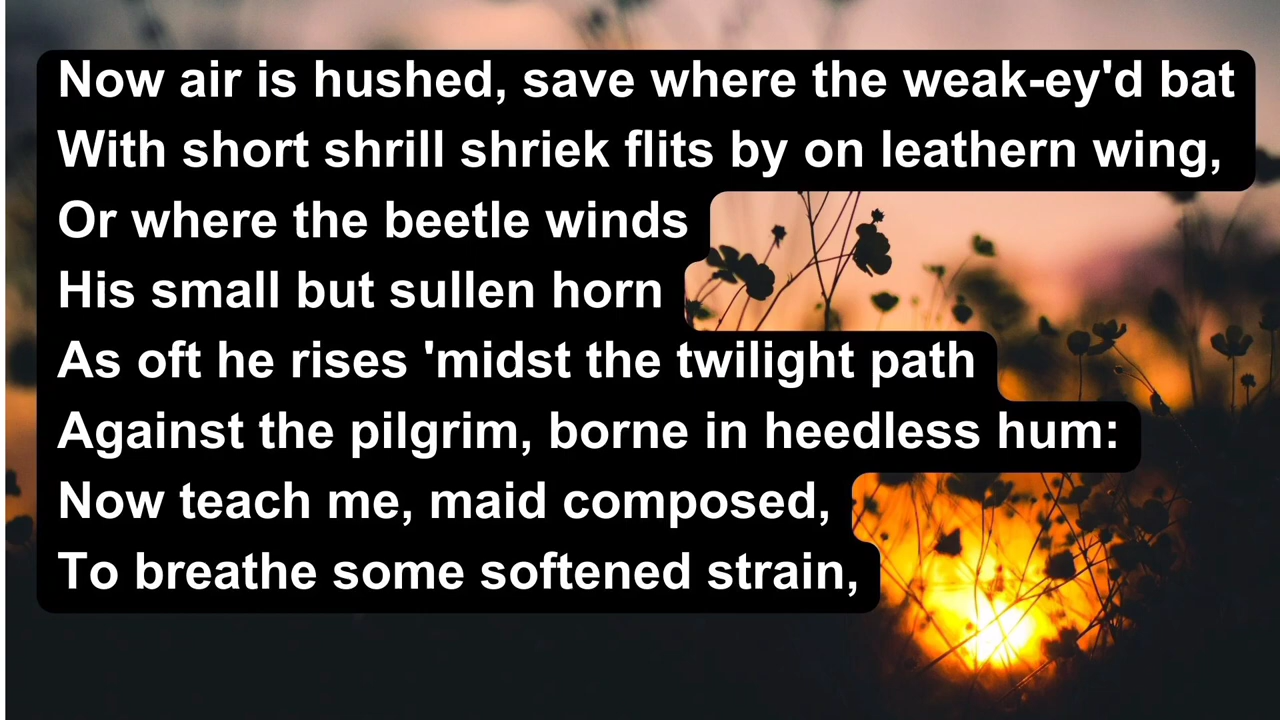 Now air is hushed, save where the weak-ey'd bat
With short shrill shriek flits by on leathern wing,
Or where the beetle winds
His small but sullen horn
As oft he rises 'midst the twilight path
Against the pilgrim, borne in heedless hum:
Now teach me, maid composed,
To breathe some softened strain,